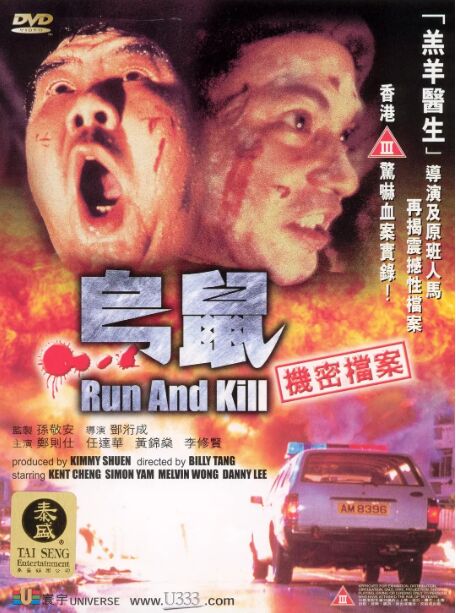 DVD
VIDEO
「羔羊醫生」導演及原班人馬
再揭震撼性檔案
香港 III 驚嚇血案實錄！
烏鼠
Run And Kill
機密檔案
監製 孫敬安 導演 鄧衍成
主演 鄭則仕 任達華 黃錦燊 李修賢
produced by KIMMY SHUEN directed by BILLY TANG
starring KENT CHENG SIMON YAM MELVIN WONG DANNY LEE
AM 8396
泰盛
TAI SENG
Entertainment
U 寰宇 UNIVERSE www.U333.com
III